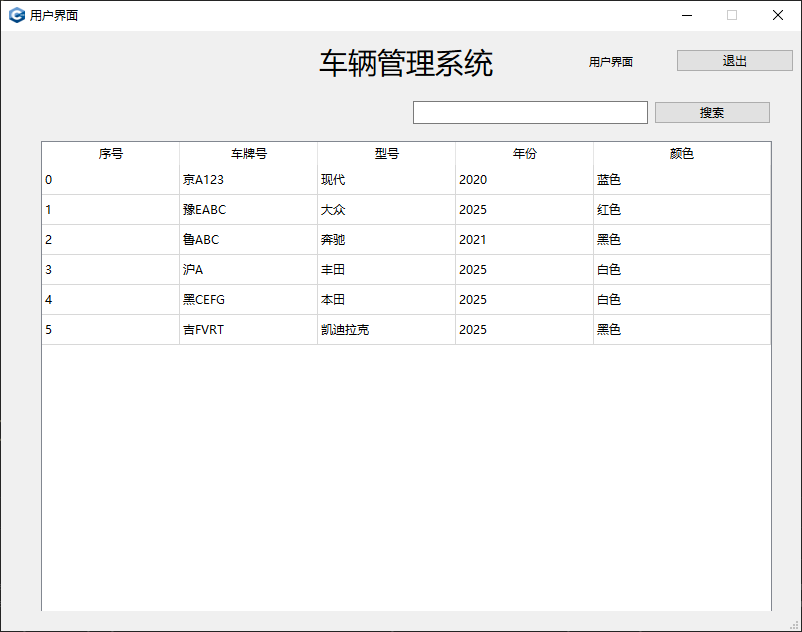 用户界面
车辆管理系统 用户界面 退出
搜索
序号 车牌号 型号 年份 颜色
0 京A123 现代 2020 蓝色
1 豫EABC 大众 2025 红色
2 鲁ABC 奔驰 2021 黑色
3 沪A 丰田 2025 白色
4 黑CEFG 本田 2025 白色
5 吉FVRT 凯迪拉克 2025 黑色